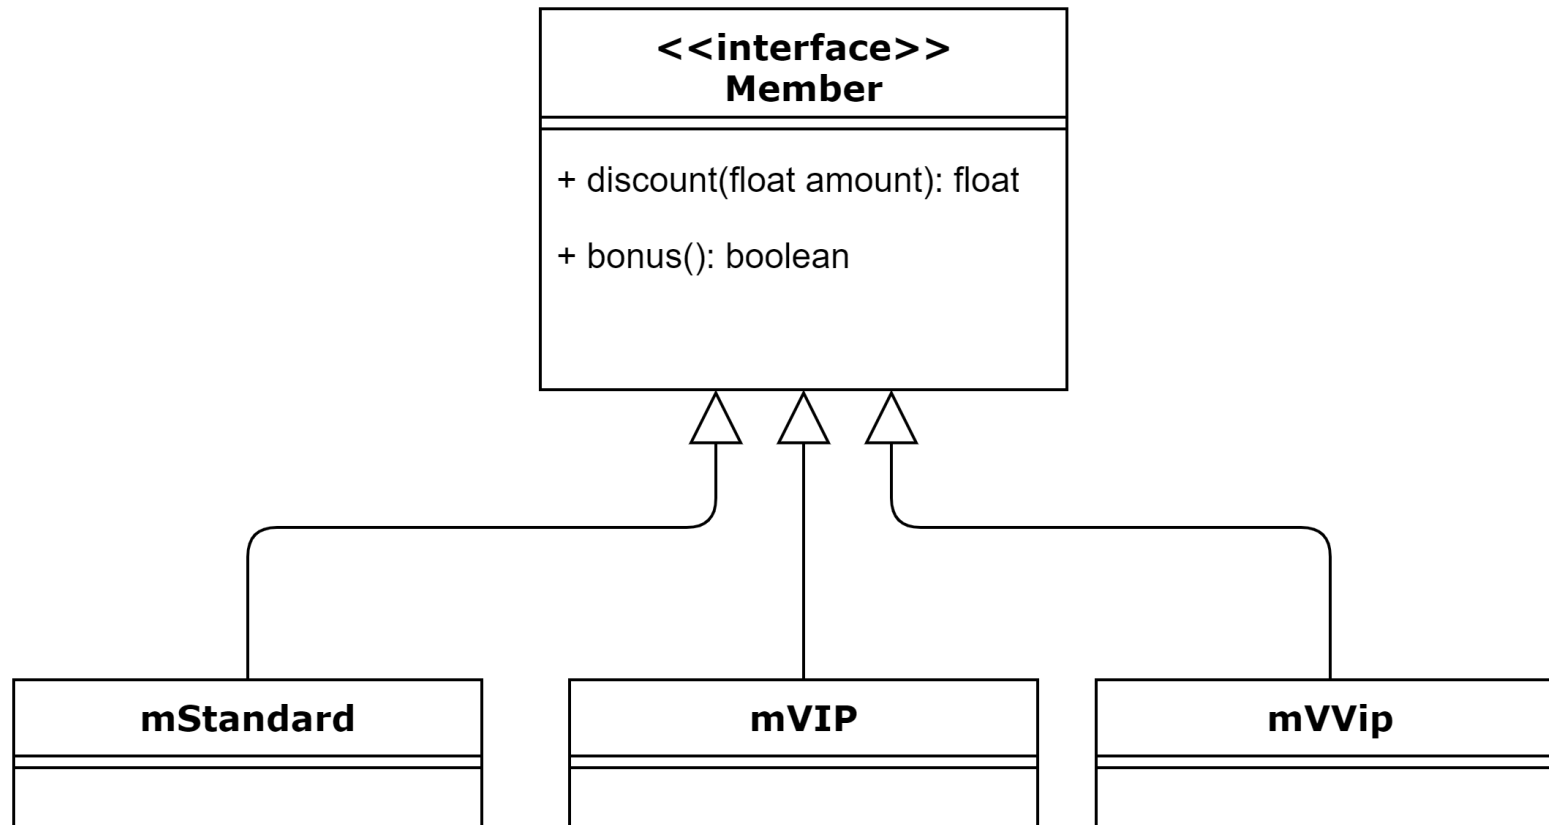 <<interface>>
Member
+ discount(float amount): float
+ bonus(): boolean
mStandard
mVIP
mVVip